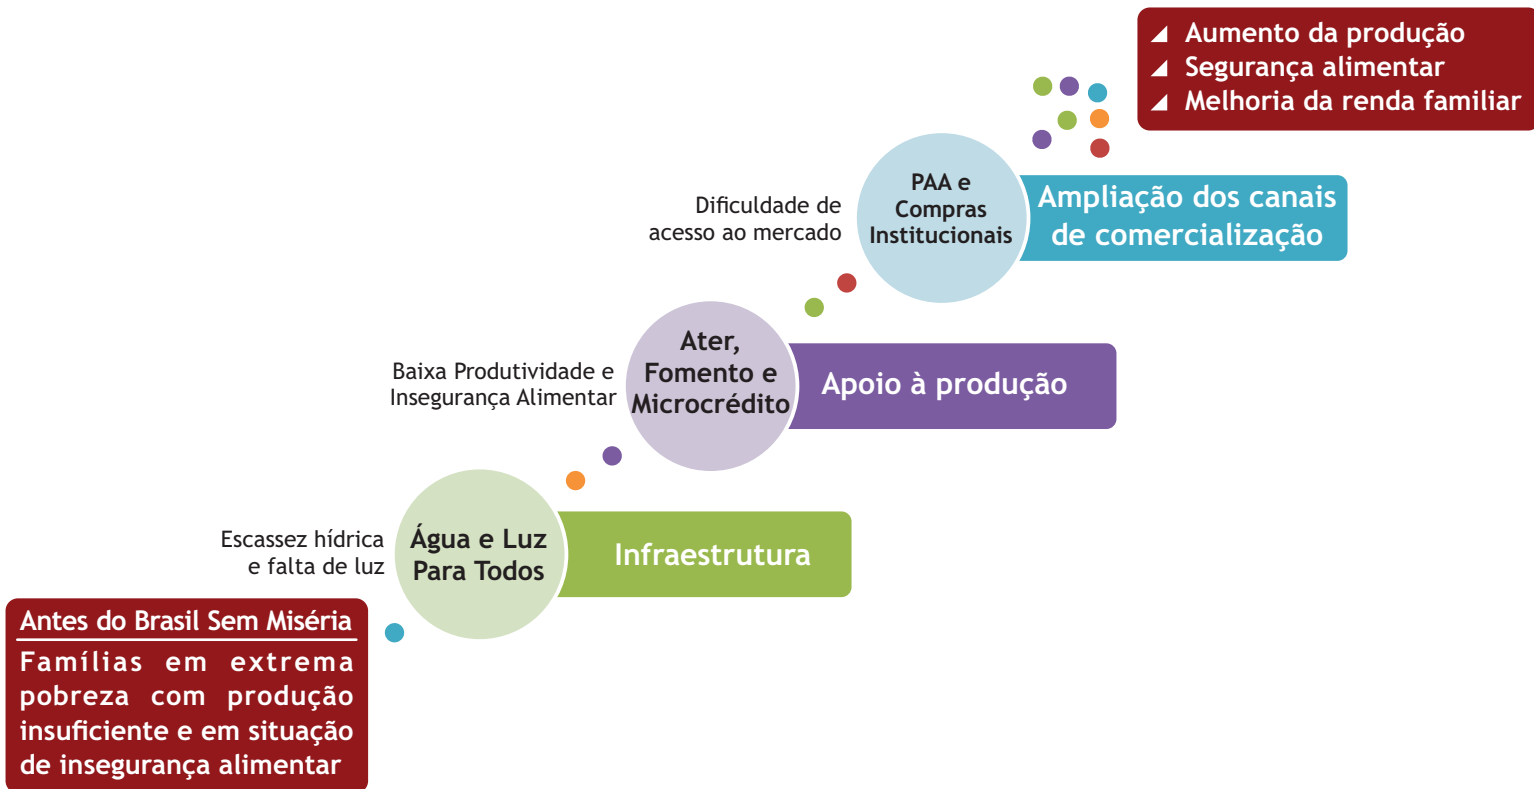 Aumento da produção
Segurança alimentar
Melhoria da renda familiar
Dificuldade de
acesso ao mercado
PAA e
Compras
Institucionais
Ampliação dos canais
de comercialização
Baixa Produtividade e
Insegurança Alimentar
Ater,
Fomento e
Microcrédito
Apoio à produção
Escassez hídrica
e falta de luz
Água e Luz
Para Todos
Infraestrutura
Antes do Brasil Sem Miséria
Famílias em extrema
pobreza com produção
insuficiente e em situação
de insegurança alimentar